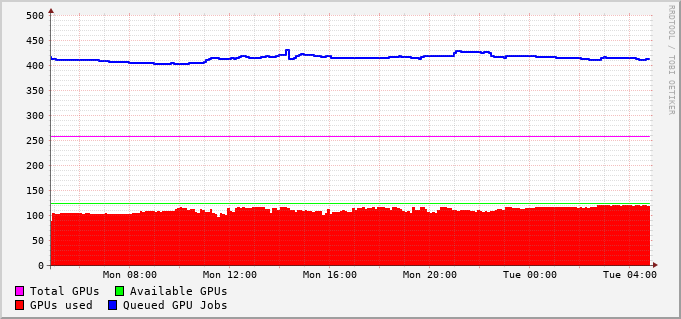 500
450
400
350
300
250
200
150
100
50
0
Mon 08:00 Mon 12:00 Mon 16:00 Mon 20:00 Tue 00:00 Tue 04:00
Total GPUs Available GPUs
GPUs used Queued GPU Jobs
RRDTOOL / TOBI OETIKER